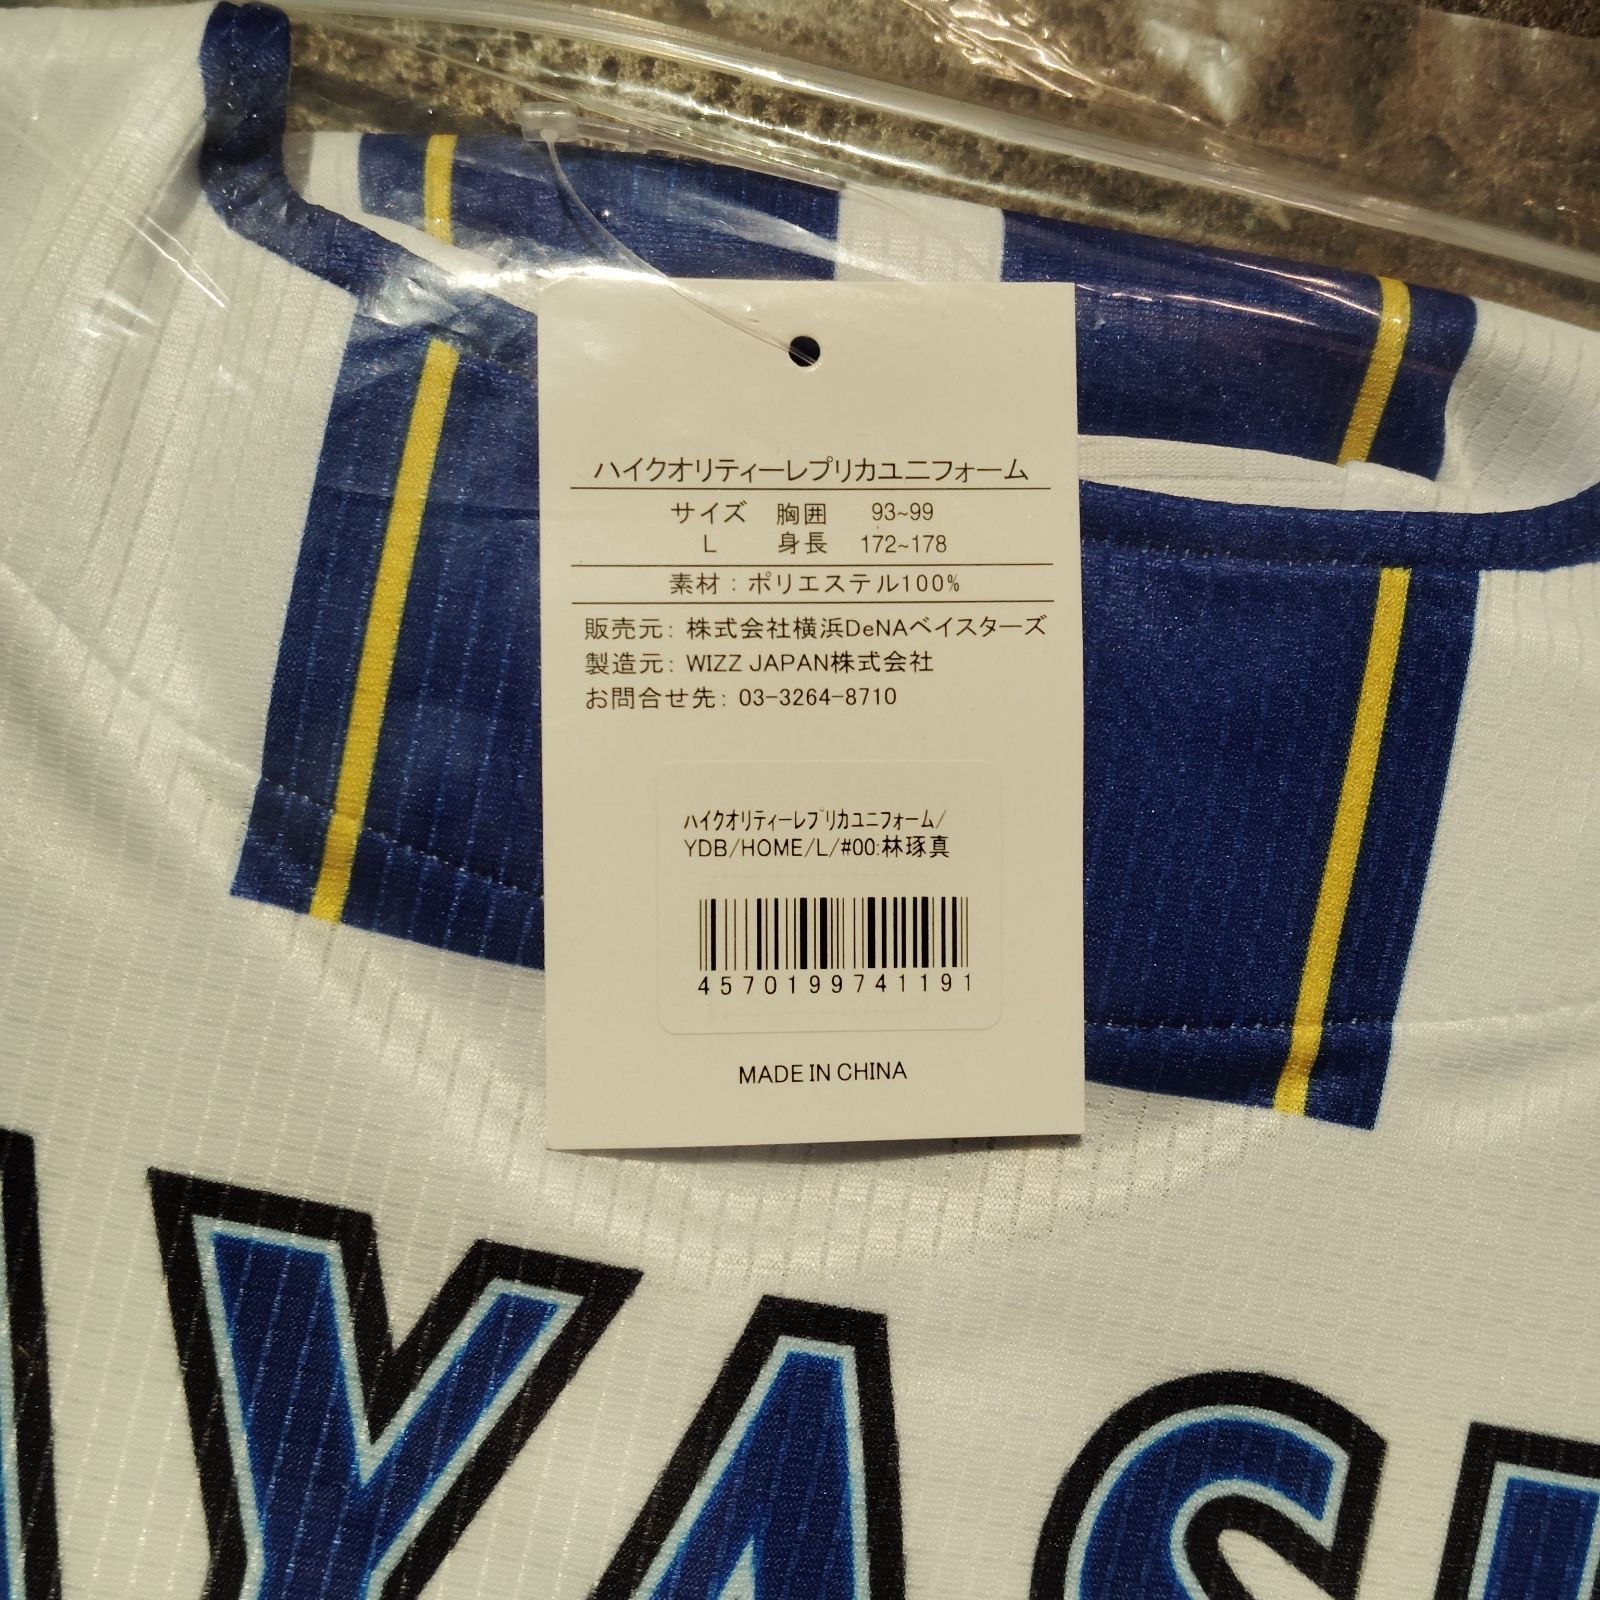 ハイクオリティーレプリカユニフォーム
サイズ 胸囲 93~99
L 身長 172~178
素材：ポリエステル100%
販売元: 株式会社横浜DeNAベイスターズ
製造元: WIZZ JAPAN株式会社
お問合せ先: 03-3264-8710
ﾊｲｸｵﾘﾃｨｰﾚﾌﾟﾘｶﾕﾆﾌｫｰﾑ/
YDB/HOME/L/#00:林琢真
4570199741191
MADE IN CHINA
YAS